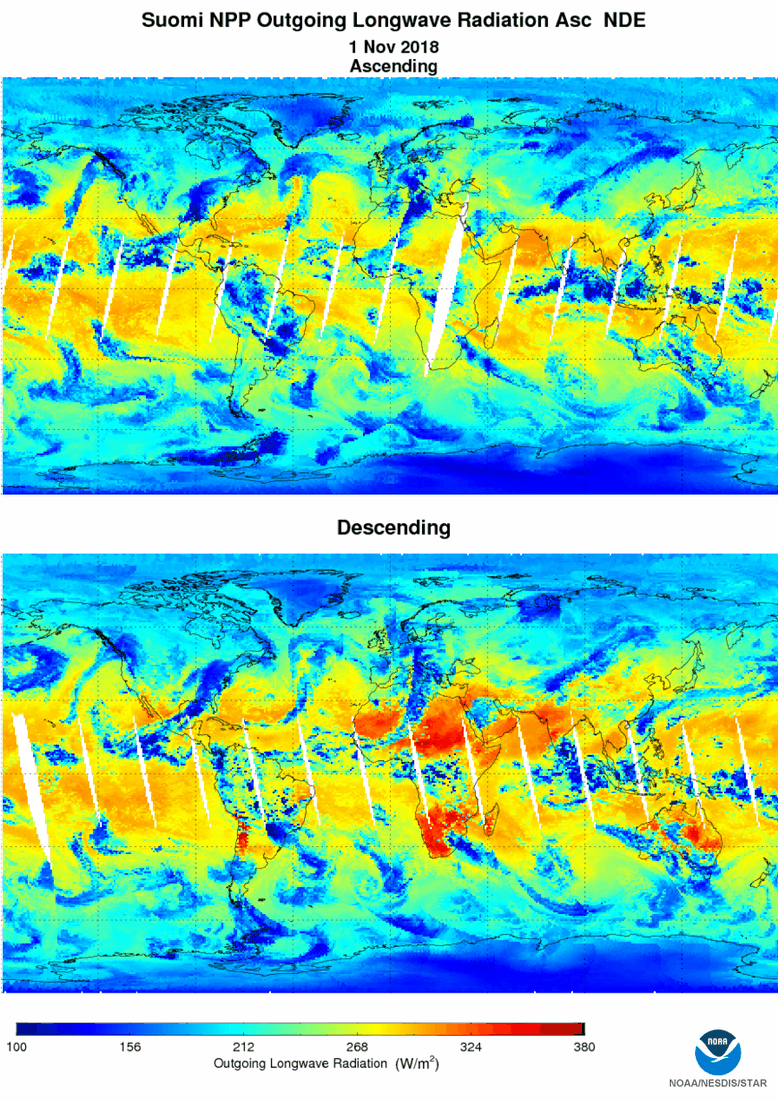 Suomi NPP Outgoing Longwave Radiation Asc  NDE
1 Nov 2018
Ascending
Descending
100 156 212 268 324 380
Outgoing Longwave Radiation  (W/m²)
NOAA
NOAA/NESDIS/STAR